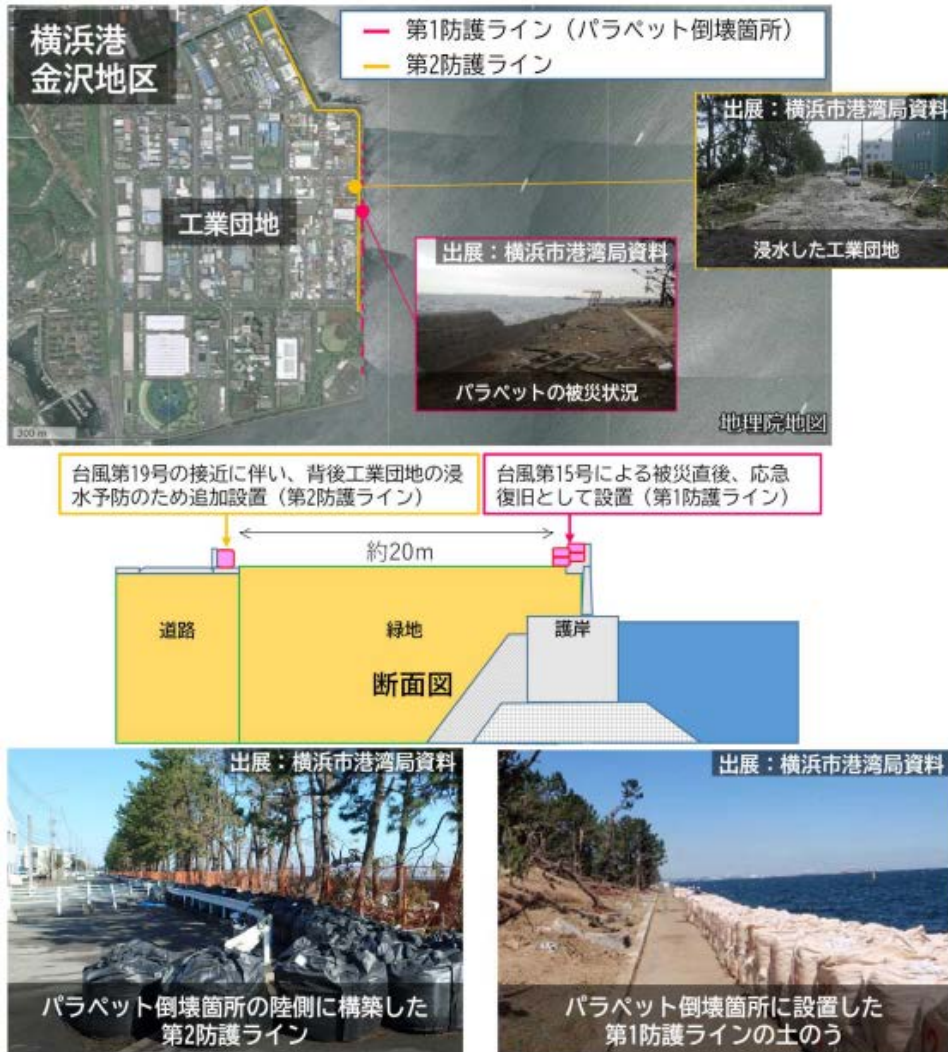 横浜港
金沢地区
第1防護ライン（パラペット倒壊箇所）
第2防護ライン
出展：横浜市港湾局資料
浸水した工業団地
工業団地
出展：横浜市港湾局資料
パラペットの被災状況
300 m
地理院地図
台風第19号の接近に伴い、背後工業団地の浸
水予防のため追加設置（第2防護ライン）
台風第15号による被災直後、応急
復旧として設置（第1防護ライン）
約20m
道路
緑地
護岸
断面図
出展：横浜市港湾局資料
パラペット倒壊箇所の陸側に構築した
第2防護ライン
出展：横浜市港湾局資料
パラペット倒壊箇所に設置した
第1防護ラインの土のう